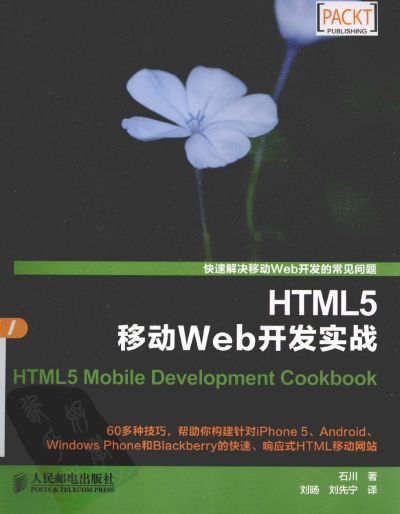 [PACKT]
PUBLISHING
快速解决移动Web开发的常见问题
HTML5
移动Web开发实战
HTML5 Mobile Development Cookbook
60多种技巧，帮助你构建针对iPhone 5、Android、
Windows Phone和Blackberry的快速、响应式HTML移动网站
石川 著
刘旸 刘先宁 译
人民邮电出版社
POSTS & TELECOM PRESS